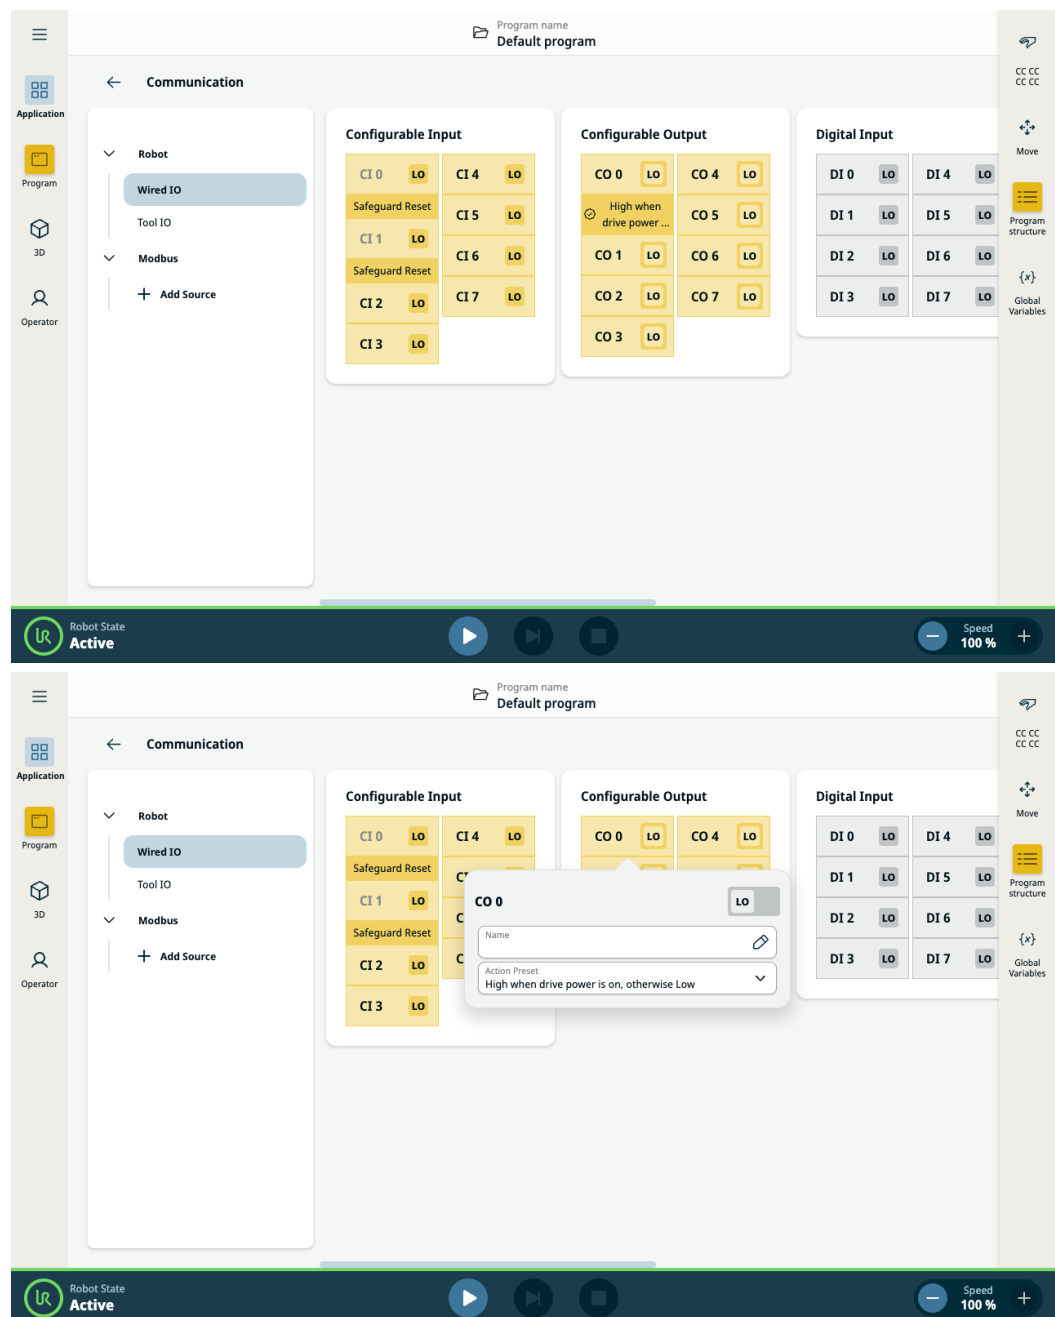 Program name
Default program
Application
Program
3D
Operator
Communication
Robot
Wired IO
Tool IO
Modbus
Add Source
Configurable Input
CI 0 LO CI 4 LO
Safeguard Reset
CI 5 LO
CI 1 LO
CI 6 LO
Safeguard Reset
CI 2 LO CI 7 LO
CI 3 LO
Configurable Output
CO 0 LO CO 4 LO
High when
drive power ...
CO 5 LO
CO 1 LO CO 6 LO
CO 2 LO CO 7 LO
CO 3 LO
Digital Input
DI 0 LO DI 4 LO
DI 1 LO DI 5 LO
DI 2 LO DI 6 LO
DI 3 LO DI 7 LO
CC CC
CC CC
Move
Program
structure
{x}
Global
Variables
UR
Robot State
Active
Speed
100 %
Program name
Default program
Application
Program
3D
Operator
Communication
Robot
Wired IO
Tool IO
Modbus
Add Source
Configurable Input
CI 0 LO CI 4 LO
Safeguard Reset
CI 1 LO
Safeguard Reset
CI 2 LO
CI 3 LO
Configurable Output
CO 0 LO CO 4 LO
CO 0 LO
Name
Action Preset
High when drive power is on, otherwise Low
Digital Input
DI 0 LO DI 4 LO
DI 1 LO DI 5 LO
DI 2 LO DI 6 LO
DI 3 LO DI 7 LO
CC CC
CC CC
Move
Program
structure
{x}
Global
Variables
UR
Robot State
Active
Speed
100 %